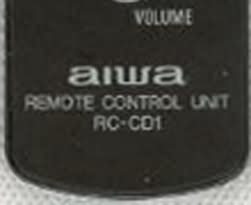 VOLUME
aiwa
REMOTE CONTROL UNIT
RC-CD1